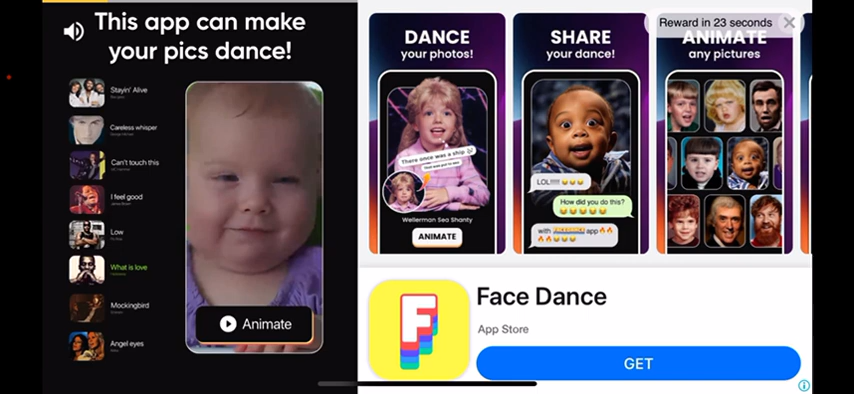 This app can make
your pics dance!
Stayin' Alive
Careless whisper
Can't touch this
I feel good
Low
What is love
Mockingbird
Angel eyes
Animate
DANCE
your photos!
There once was a ship
Wellerman Sea Shanty
ANIMATE
SHARE
your dance!
LOL!!!!! 😂😂😂
How did you do this?
😂😂😂😂😂
with FACEDANCE app🔥🔥
🔥🔥😂😂😂
Reward in 23 seconds
ANIMATE
any pictures
F
Face Dance
App Store
GET